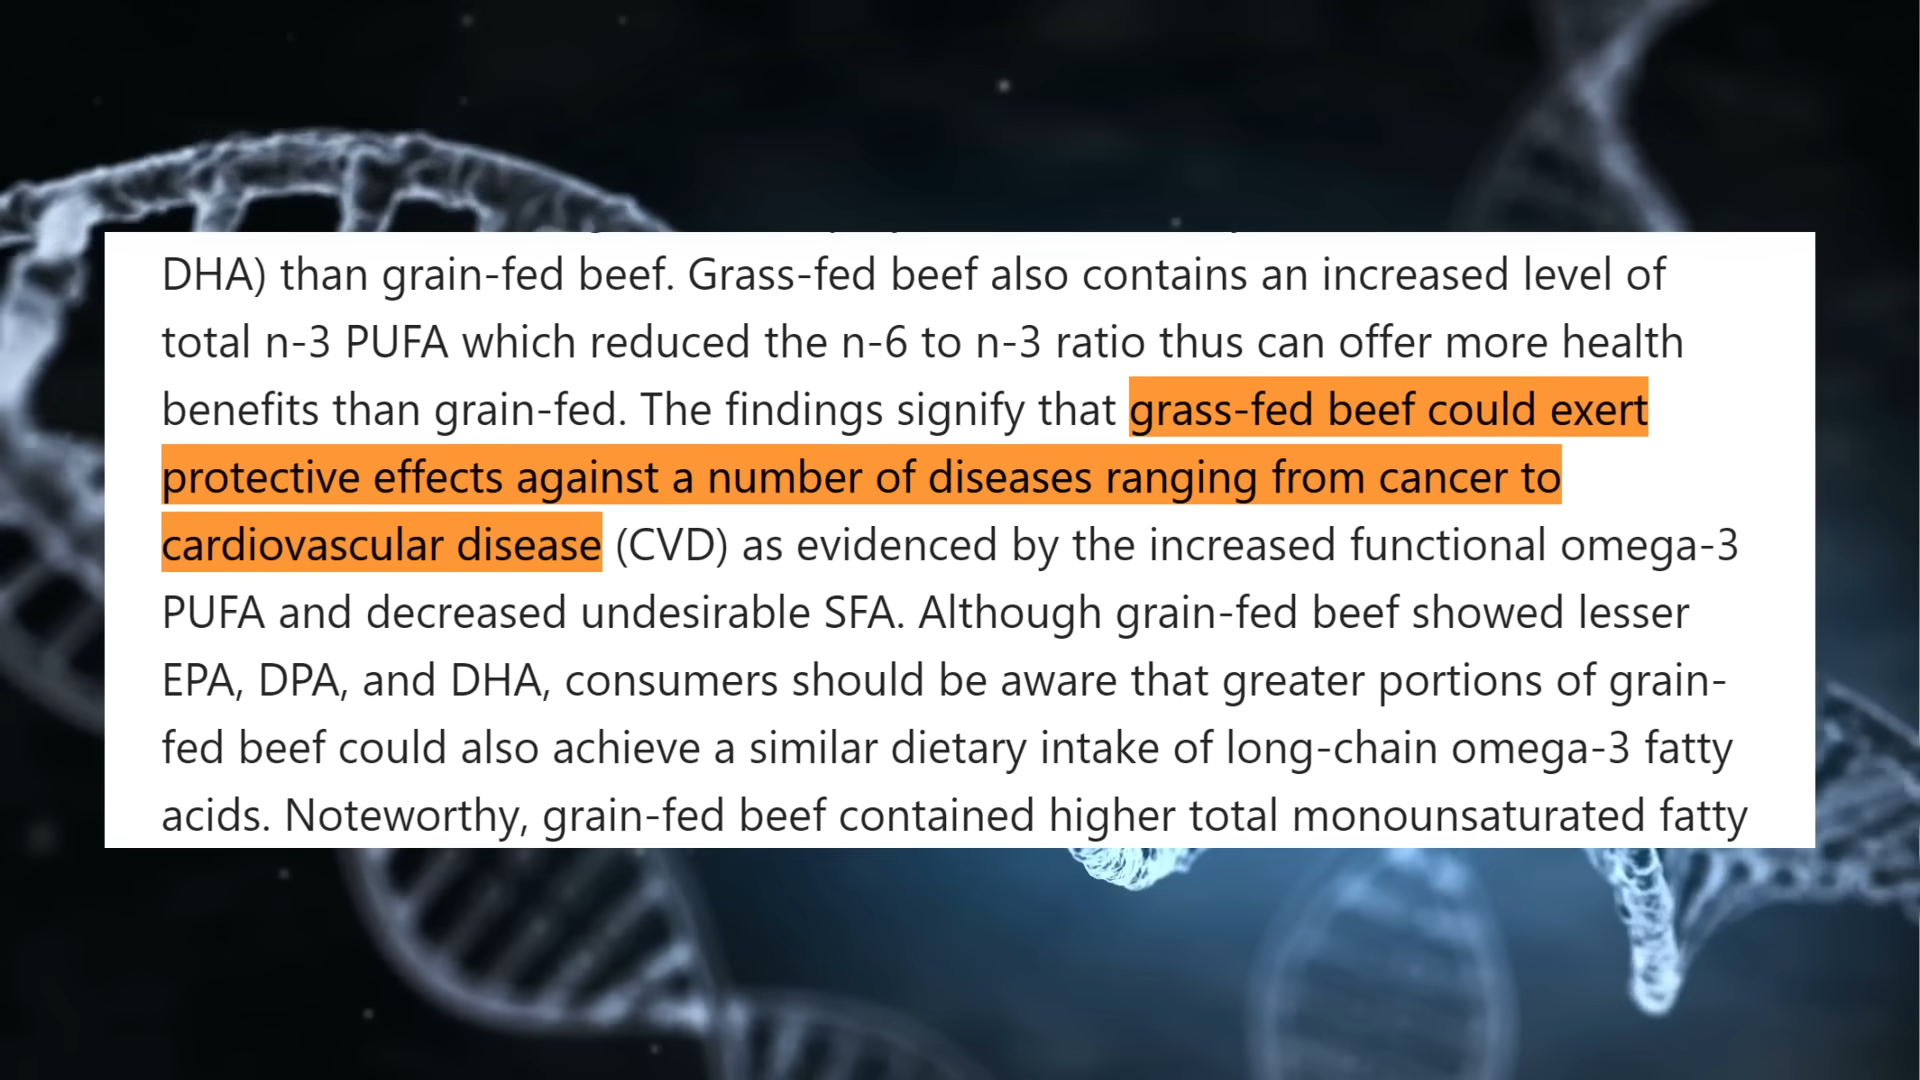 DHA) than grain-fed beef. Grass-fed beef also contains an increased level of
total n-3 PUFA which reduced the n-6 to n-3 ratio thus can offer more health
benefits than grain-fed. The findings signify that grass-fed beef could exert
protective effects against a number of diseases ranging from cancer to
cardiovascular disease (CVD) as evidenced by the increased functional omega-3
PUFA and decreased undesirable SFA. Although grain-fed beef showed lesser
EPA, DPA, and DHA, consumers should be aware that greater portions of grain-
fed beef could also achieve a similar dietary intake of long-chain omega-3 fatty
acids. Noteworthy, grain-fed beef contained higher total monounsaturated fatty